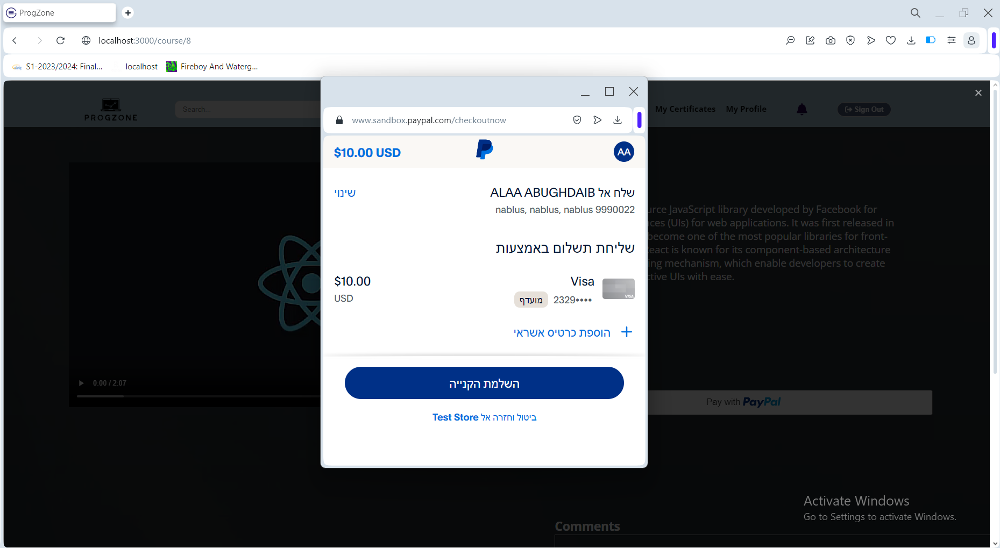 ProgZone
localhost:3000/course/8
S1-2023/2024: Final...
localhost
Fireboy And Waterg...
PROGZONE
Search...
My Certificates
My Profile
Sign Out
www.sandbox.paypal.com/checkoutnow
$10.00 USD
AA
שלח אל ALAA ABUGHDAIB
שינוי
nablus, nablus, nablus 9990022
שליחת תשלום באמצעות
Visa
$10.00
2329••••
מועדף
USD
VISA
הוספת כרטיס אשראי
השלמת הקנייה
ביטול וחזרה אל Test Store
urce JavaScript library developed by Facebook for
ces (UIs) for web applications. It was first released in
become one of the most popular libraries for front-
React is known for its component-based architecture
ing mechanism, which enable developers to create
ctive UIs with ease.
0:00 / 2:07
Pay with PayPal
Activate Windows
Go to Settings to activate Windows.
Comments